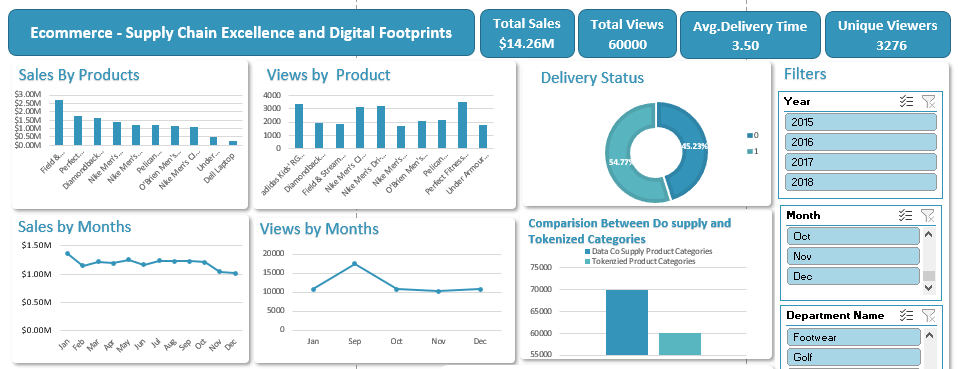 Ecommerce - Supply Chain Excellence and Digital Footprints
Total Sales
$14.26M
Total Views
60000
Avg.Delivery Time
3.50
Unique Viewers
3276
Sales By Products
$3.00M
$2.50M
$2.00M
$1.50M
$1.00M
$0.50M
$0.00M
Field &...
Perfect...
Diamondback...
Nike Men's...
Nike Men's...
Pelican...
O'Brien Men's...
Nike Men's Cl...
Under...
Dell Laptop
Views by Product
4000
3000
2000
1000
0
adidas Kids' RG...
Diamondback...
Field & Stream...
Nike Men's Cl...
Nike Men's Dri-...
Nike Men's...
O'Brien Men's...
Pelican...
Perfect Fitness...
Under Armour...
Delivery Status
54.77%
45.23%
0
1
Filters
Year
2015
2016
2017
2018
Sales by Months
$1.50M
$1.00M
$0.50M
$0.00M
Jan
Feb
Mar
Apr
May
Jun
Jul
Aug
Sep
Oct
Nov
Dec
Views by Months
20000
15000
10000
5000
0
Jan
Sep
Oct
Nov
Dec
Comparision Between Do supply and
Tokenized Categories
Data Co Supply Product Categories
Tokenzied Product Categories
75000
70000
65000
60000
55000
Month
Oct
Nov
Dec
Department Name
Footwear
Golf